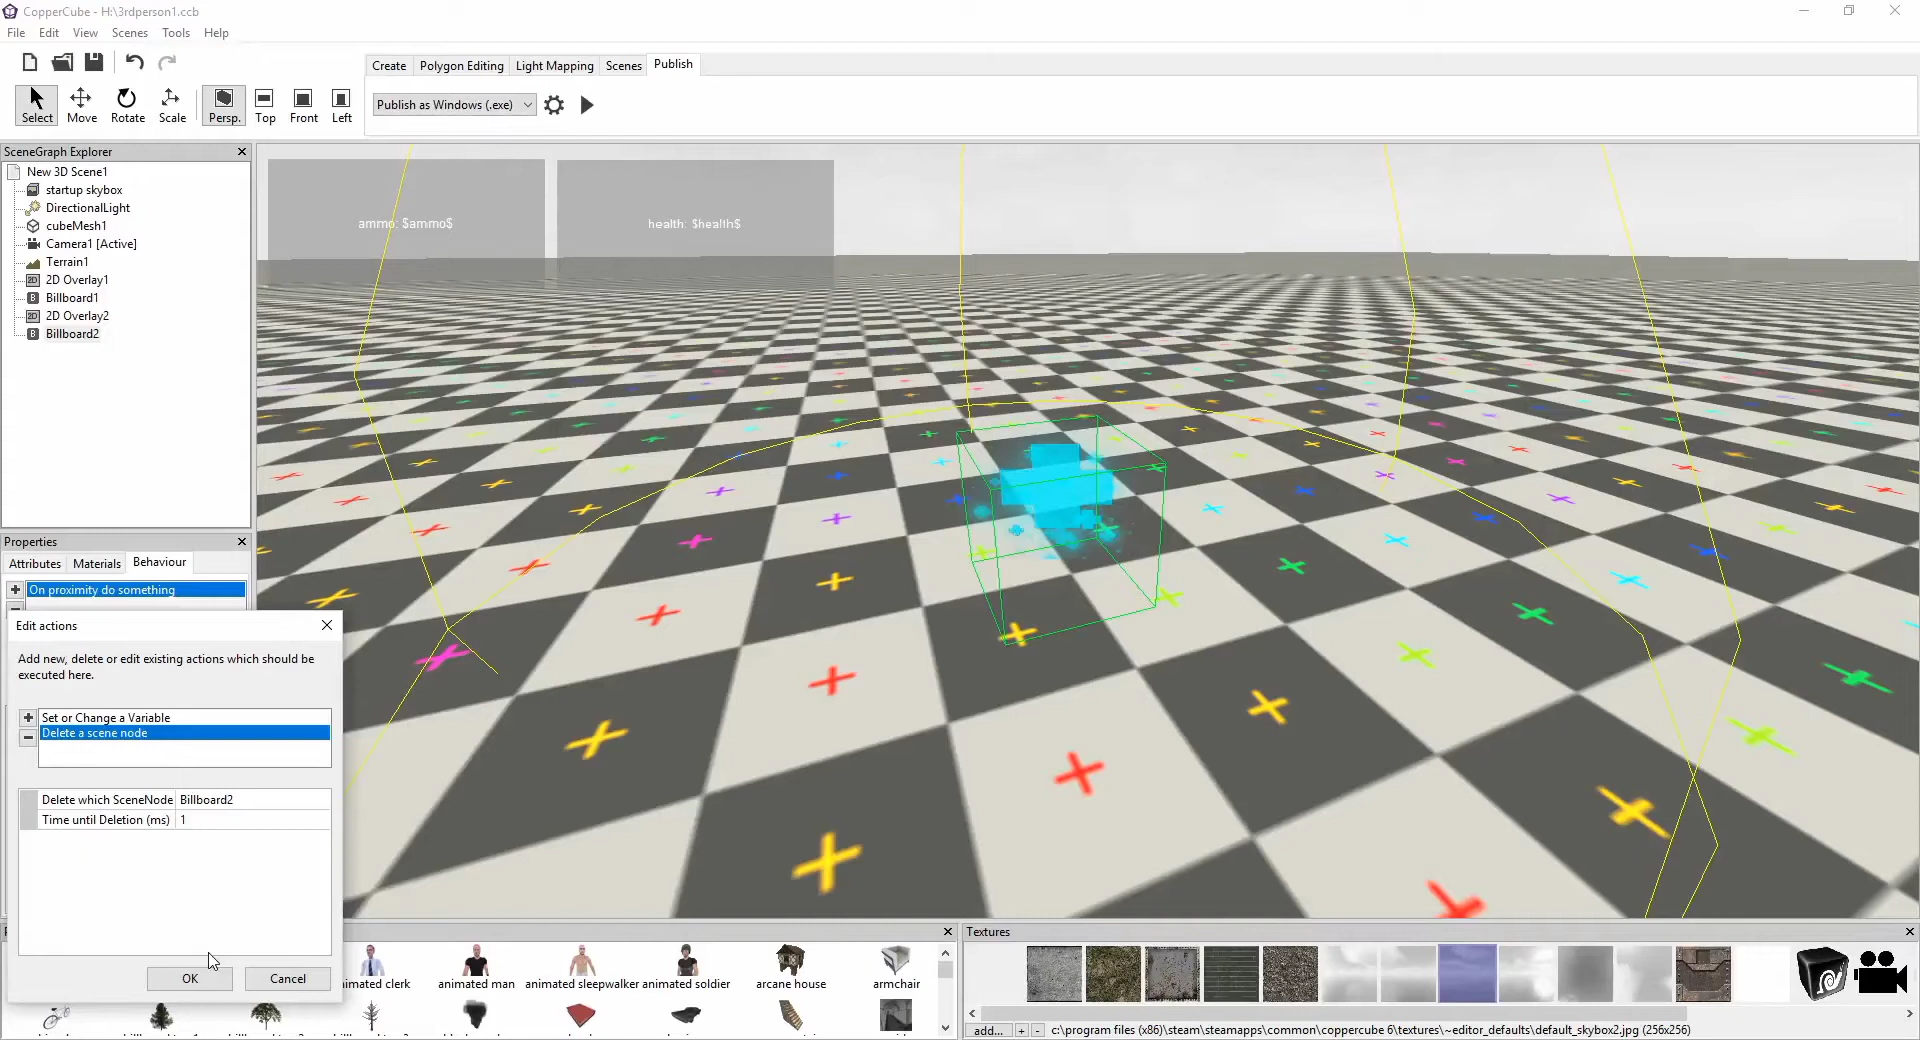 CopperCube - H:\3rdperson1.ccb
File Edit View Scenes Tools Help
Create Polygon Editing Light Mapping Scenes Publish
Publish as Windows (.exe)
Select Move Rotate Scale Persp. Top Front Left
SceneGraph Explorer
New 3D Scene1
startup skybox
DirectionalLight
cubeMesh1
Camera1 [Active]
Terrain1
2D Overlay1
Billboard1
2D Overlay2
Billboard2
ammo: $ammo$
health: $health$
Properties
Attributes Materials Behaviour
On proximity do something
Edit actions
Add new, delete or edit existing actions which should be
executed here.
Set or Change a Variable
Delete a scene node
Delete which SceneNode Billboard2
Time until Deletion (ms) 1
OK Cancel
animated clerk animated man animated sleepwalker animated soldier arcane house armchair
Textures
add... + - c:\program files (x86)\steam\steamapps\common\coppercube 6\textures\~editor_defaults\default_skybox2.jpg (256x256)